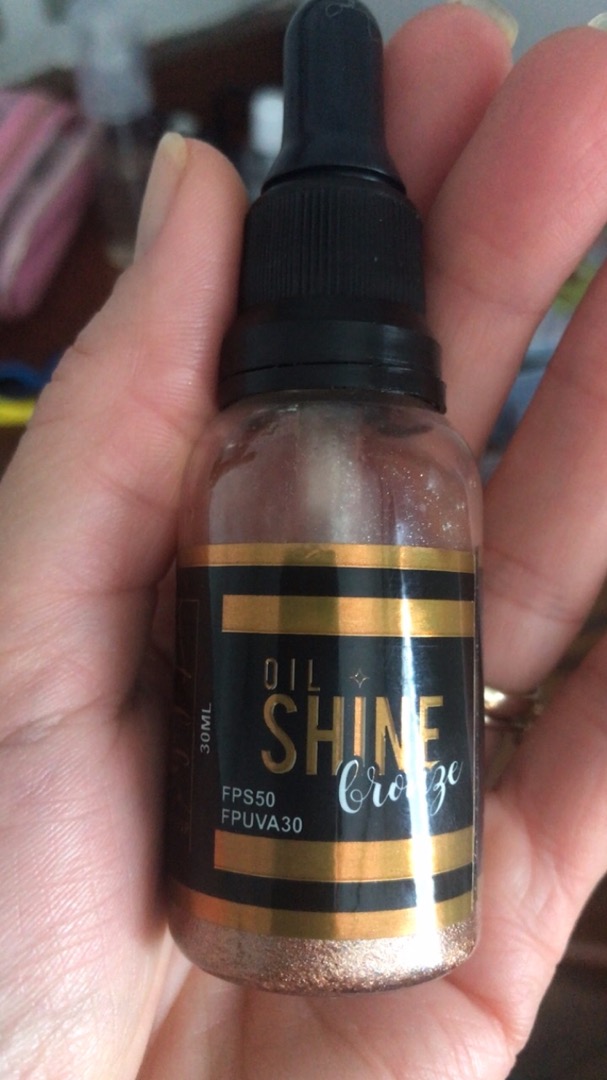 OIL
SHINE
bronze
FPS50
FPUVA30
30ML